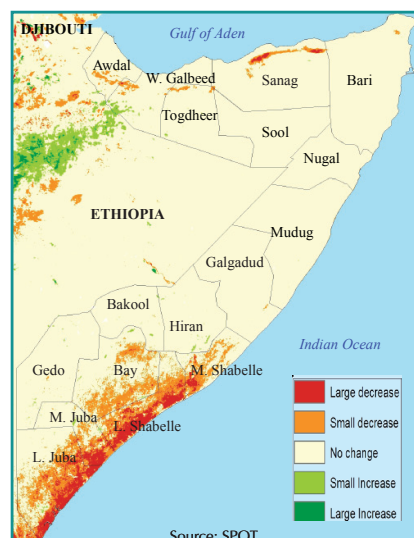 DJIBOUTI
Gulf of Aden
Awdal
W. Galbeed
Sanag
Bari
Togdheer
Sool
Nugal
ETHIOPIA
Mudug
Galgadud
Bakool
Hiran
Indian Ocean
Gedo
Bay
M. Shabelle
M. Juba
L. Shabelle
L. Juba
Large decrease
Small decrease
No change
Small Increase
Large Increase
Source: SPOT